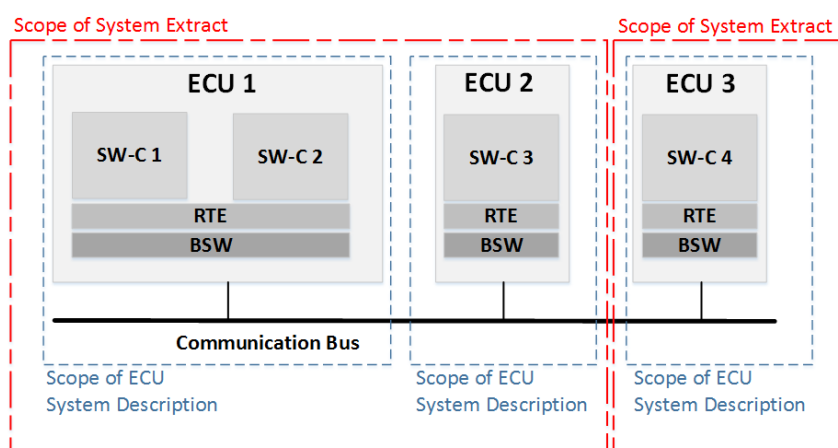 Scope of System Extract
Scope of System Extract
ECU 1
ECU 2
ECU 3
SW-C 1
SW-C 2
SW-C 3
SW-C 4
RTE
RTE
RTE
BSW
BSW
BSW
Communication Bus
Scope of ECU
System Description
Scope of ECU
System Description
Scope of ECU
System Description